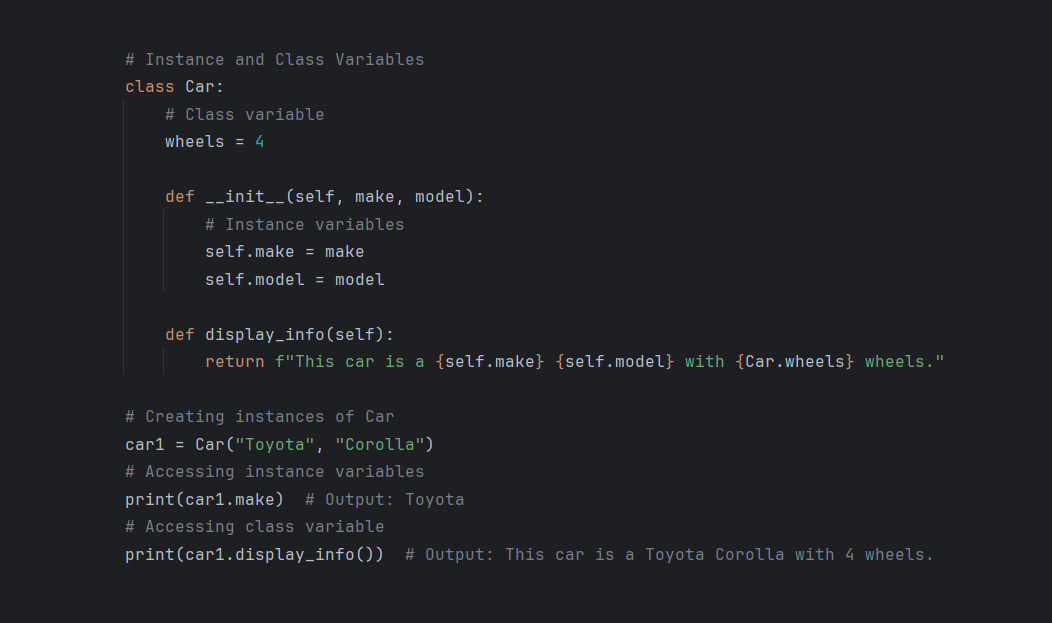 # Instance and Class Variables
class Car:
    # Class variable
    wheels = 4
    def __init__(self, make, model):
        # Instance variables
        self.make = make
        self.model = model
    def display_info(self):
        return f"This car is a {self.make} {self.model} with {Car.wheels} wheels."
# Creating instances of Car
car1 = Car("Toyota", "Corolla")
# Accessing instance variables
print(car1.make)  # Output: Toyota
# Accessing class variable
print(car1.display_info())  # Output: This car is a Toyota Corolla with 4 wheels.